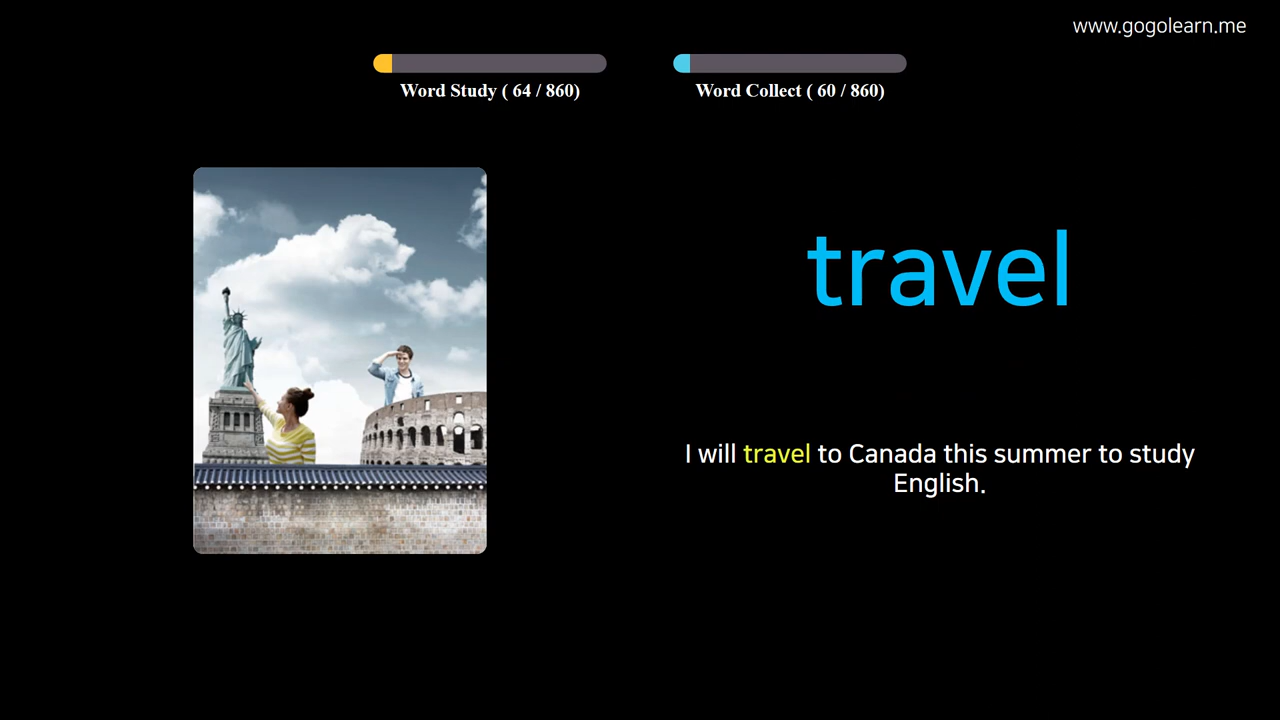 www.gogolearn.me
Word Study ( 64 / 860)
Word Collect ( 60 / 860)
travel
I will travel to Canada this summer to study
English.